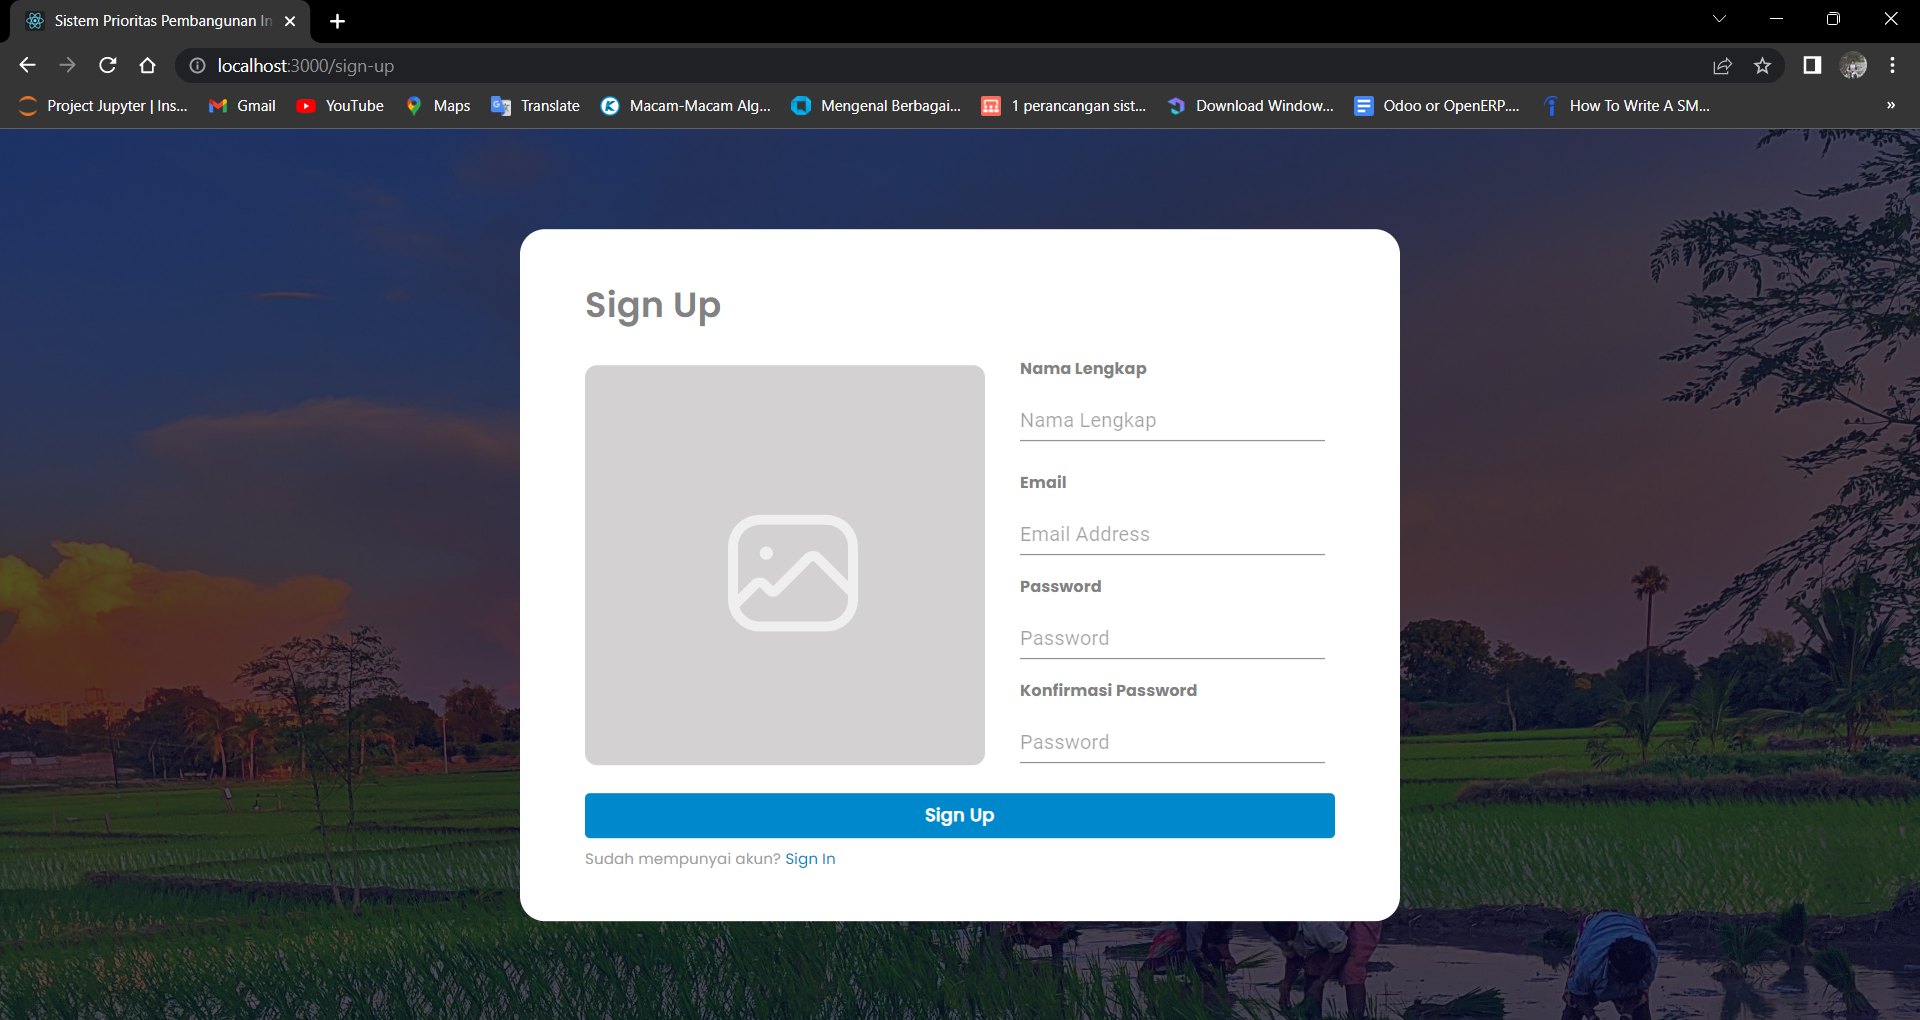 Sistem Prioritas Pembangunan In
localhost:3000/sign-up
Project Jupyter | Ins... Gmail YouTube Maps Translate Macam-Macam Alg... Mengenal Berbagai... 1 perancangan sist... Download Window... Odoo or OpenERP.... How To Write A SM... »
Sign Up
Nama Lengkap
Nama Lengkap
Email
Email Address
Password
Password
Konfirmasi Password
Password
Sign Up
Sudah mempunyai akun? Sign In